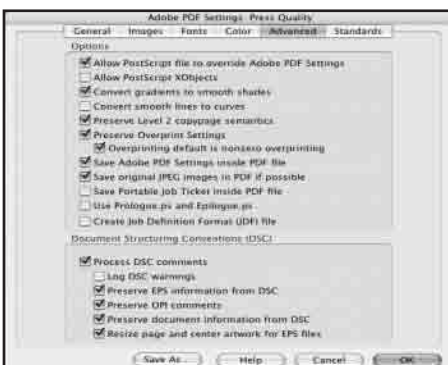 Adobe PDF Settings: Press Quality
General Images Fonts Color Advanced Standards
Options
Allow PostScript file to override Adobe PDF Settings
Allow PostScript XObjects
Convert gradients to smooth shades
Convert smooth lines to curves
Preserve Level 2 copypage semantics
Preserve Overprint Settings
Overprinting default is nonzero overprinting
Save Adobe PDF Settings inside PDF file
Save original JPEG images in PDF if possible
Save Portable Job Ticket inside PDF file
Use Prologue.ps and Epilogue.ps
Create Job Definition Format (JDF) file
Document Structuring Conventions (DSC)
Process DSC comments
Log DSC warnings
Preserve EPS information from DSC
Preserve OPI comments
Preserve document information from DSC
Resize page and center artwork for EPS files
Save As... Help Cancel OK